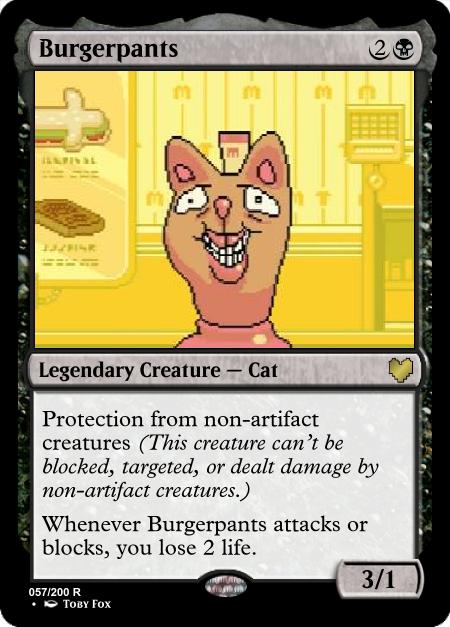 Burgerpants 2
m m m
m
m m m
Legendary Creature — Cat
Protection from non-artifact
creatures (This creature can't be
blocked, targeted, or dealt damage by
non-artifact creatures.)
Whenever Burgerpants attacks or
blocks, you lose 2 life.
3/1
057/200 R
• Toby Fox